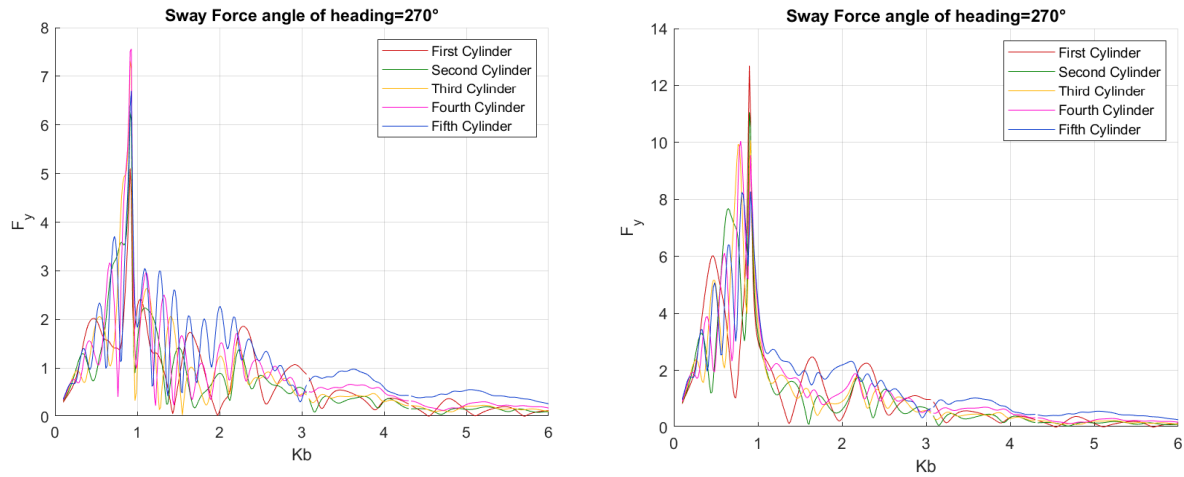 Sway Force angle of heading=270°
8
7
6
5
4
3
2
1
0
F_y
First Cylinder
Second Cylinder
Third Cylinder
Fourth Cylinder
Fifth Cylinder
0 1 2 3 4 5 6
Kb
Sway Force angle of heading=270°
14
12
10
8
6
4
2
0
F_y
First Cylinder
Second Cylinder
Third Cylinder
Fourth Cylinder
Fifth Cylinder
0 1 2 3 4 5 6
Kb